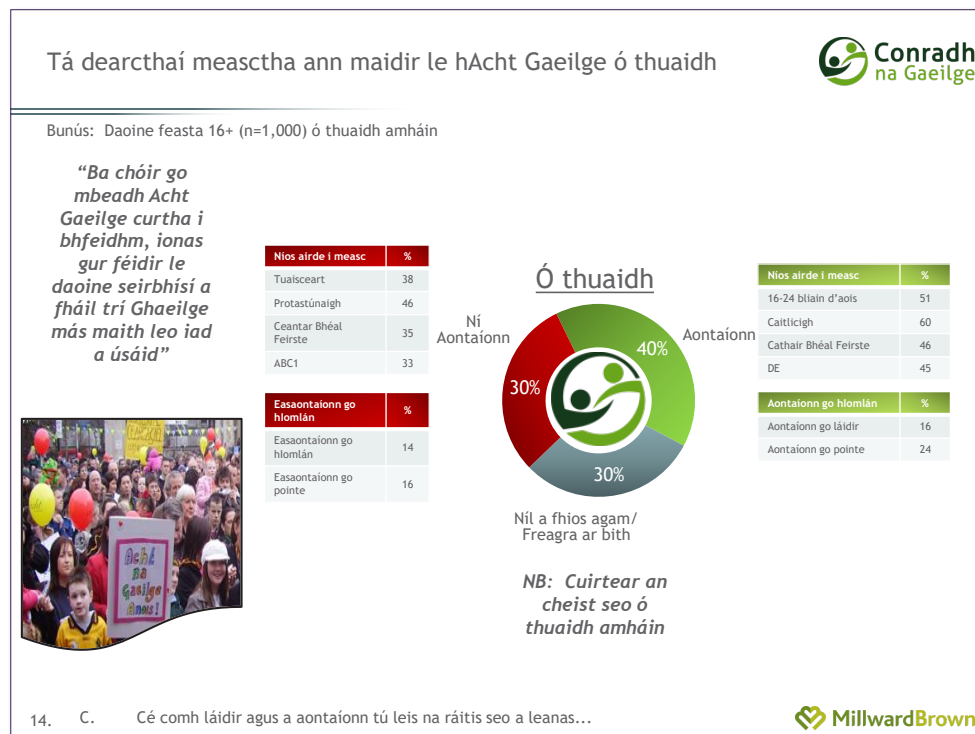 Tá dearcthaí measctha ann maidir le hAcht Gaeilge ó thuaidh
Conradh
na Gaeilge
Bunús: Daoine feasta 16+ (n=1,000) ó thuaidh amháin
“Ba chóir go
mbeadh Acht
Gaeilge curtha i
bhfeidhm, ionas
gur féidir le
daoine seirbhísí a
fháil trí Ghaeilge
más maith leo iad
a úsáid”
Níos airde i measc %
Tuaisceart 38
Protastúnaigh 46
Ceantar Bhéal
Feirste 35
ABC1 33
Easaontaíonn go
hIomlán %
Easaontaíonn go
hIomlán 14
Easaontaíonn go
pointe 16
Ó thuaidh
Ní
Aontaíonn
Aontaíonn
40%
30%
30%
Níl a fhios agam/
Freagra ar bith
NB: Cuirtear an
cheist seo ó
thuaidh amháin
Níos airde i measc %
16-24 bliain d’aois 51
Caitlicigh 60
Cathair Bhéal Feirste 46
DE 45
Aontaíonn go hIomlán %
Aontaíonn go láidir 16
Aontaíonn go pointe 24
Acht
na
Gaeilge
Anois!
14. C. Cé comh láidir agus a aontaíonn tú leis na ráitis seo a leanas...
MillwardBrown